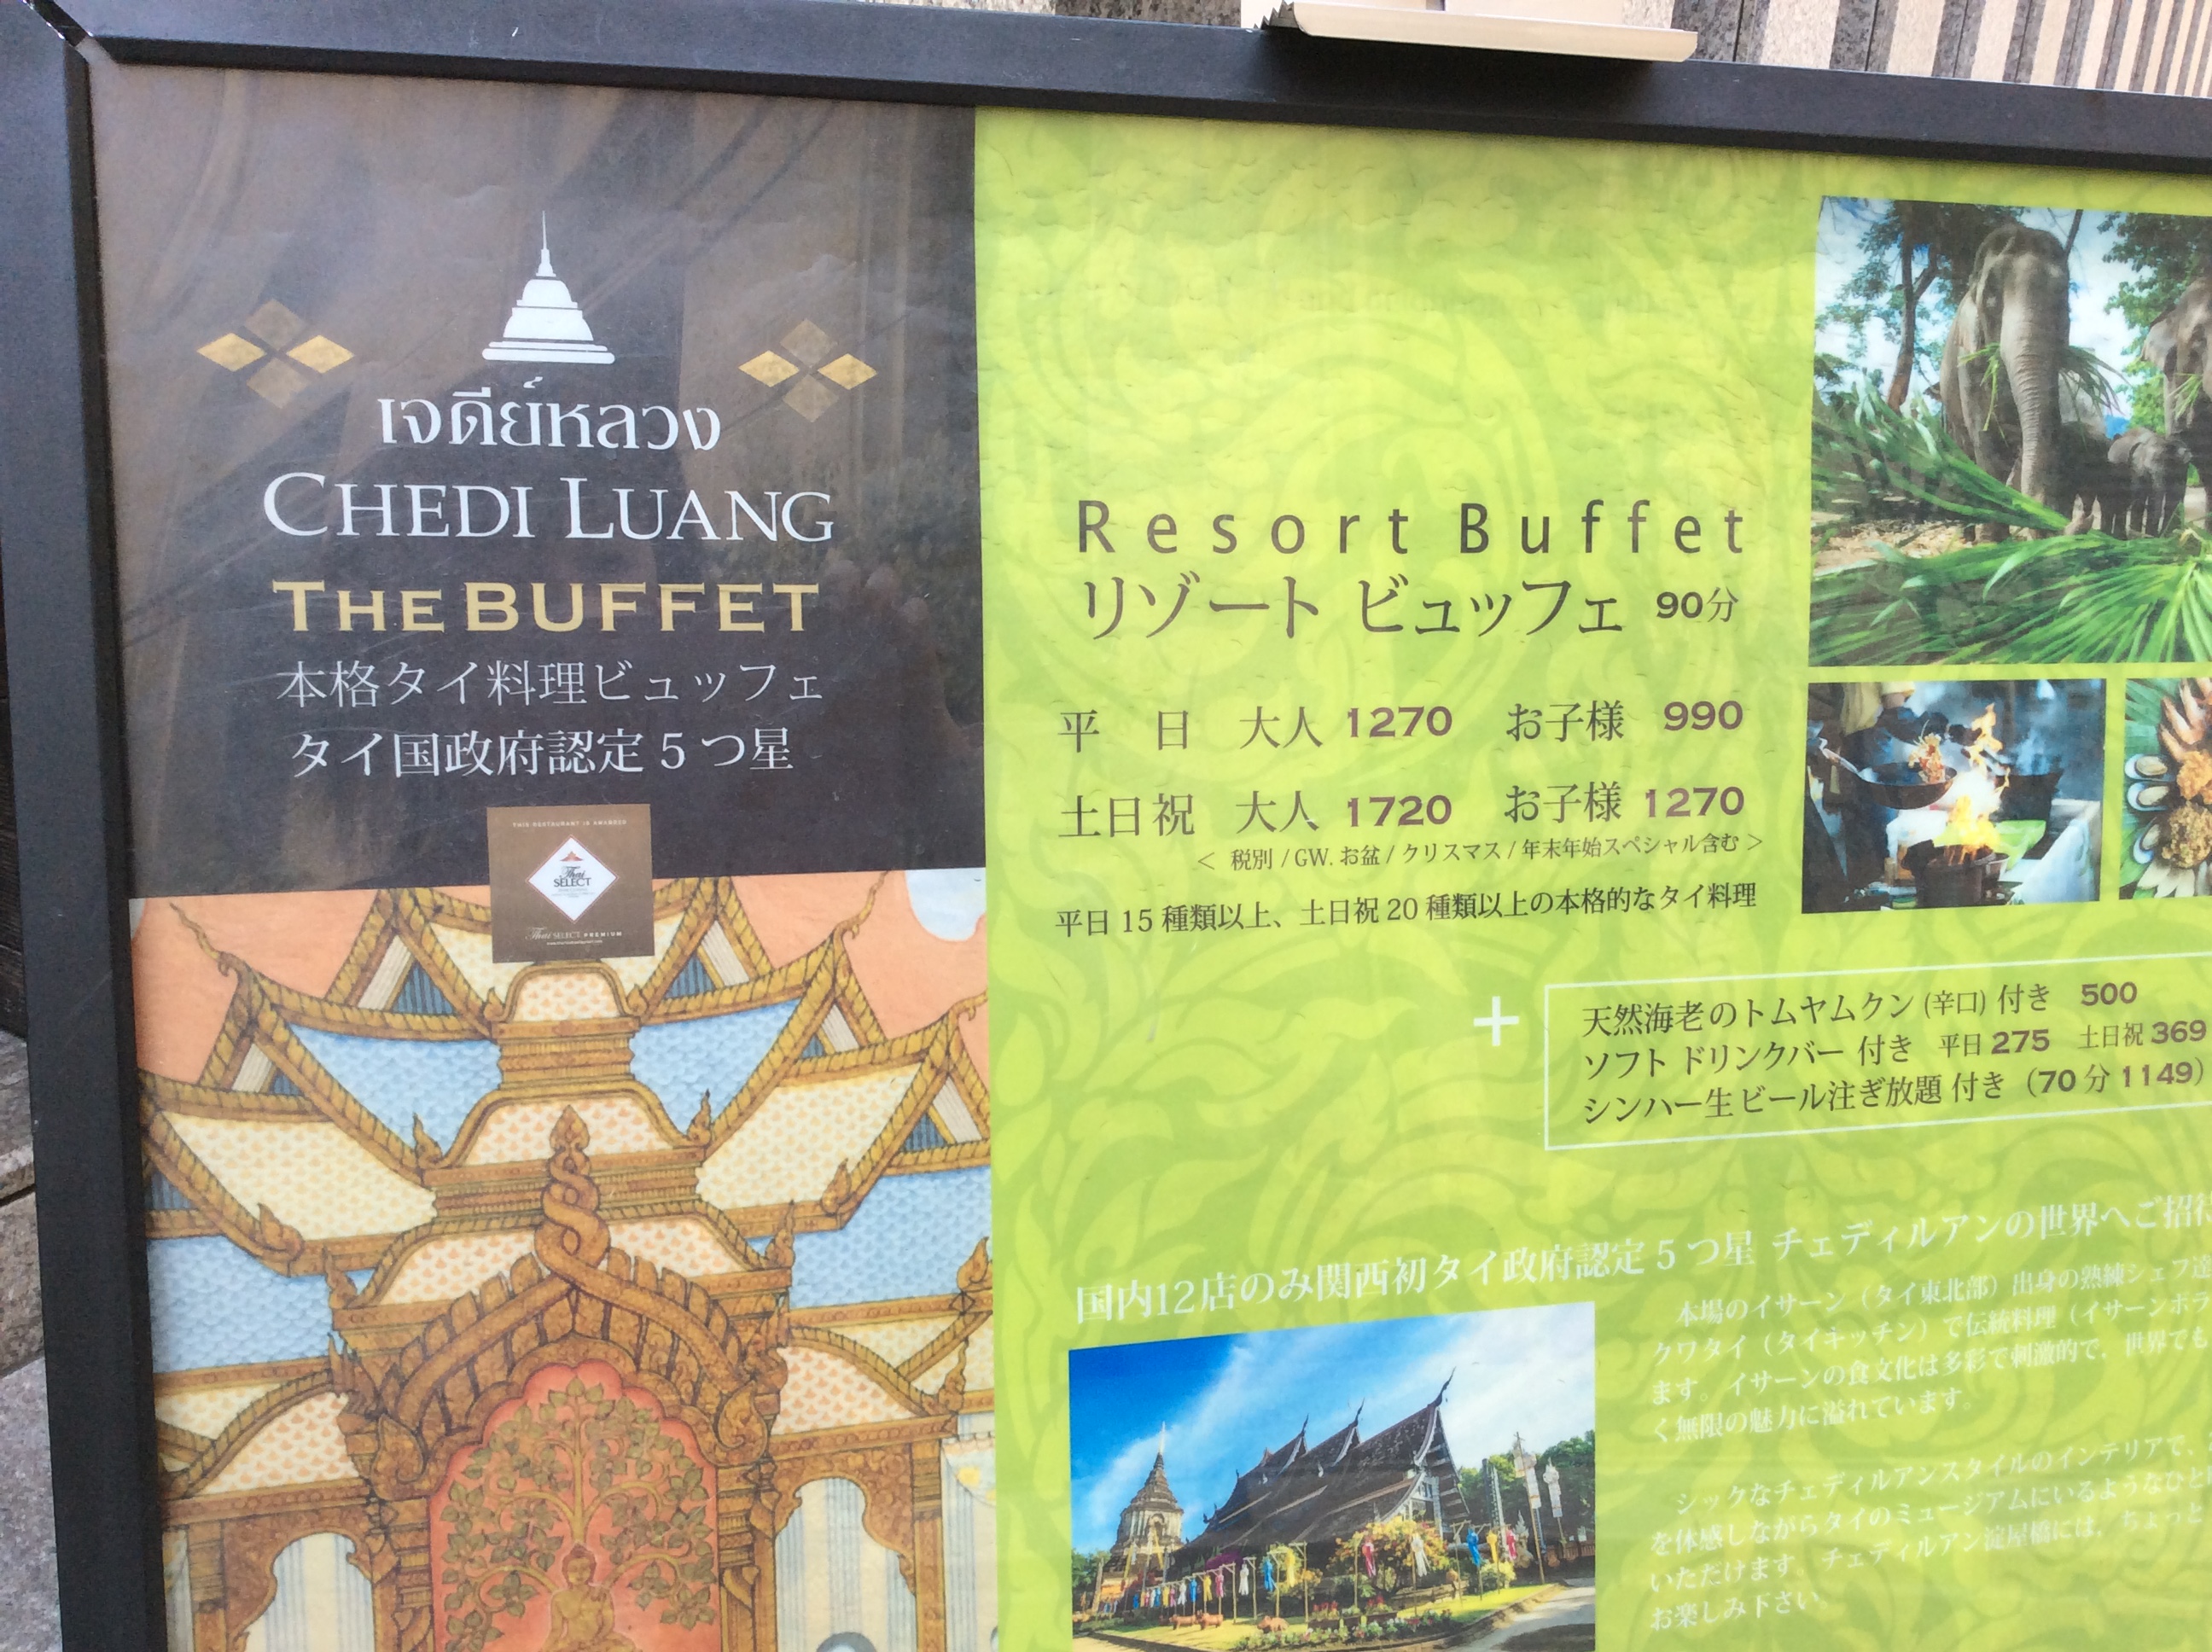 เจดีย์หลวง
CHEDI LUANG
THE BUFFET
本格タイ料理ビュッフェ
タイ国政府認定5つ星
THIS RESTAURANT IS AWARDED
Thai
SELECT
Thai SELECT PREMIUM
Resort Buffet
リゾート ビュッフェ 90分
平 日 大人 1270 お子様 990
土日祝 大人 1720 お子様 1270
< 税別 / GW. お盆 / クリスマス / 年末年始スペシャル含む >
平日 15 種類以上、土日祝 20 種類以上の本格的なタイ料理
+
天然海老のトムヤムクン (辛口) 付き 500
ソフト ドリンクバー 付き 平日 275 土日祝 369
シンハー生ビール注ぎ放題 付き (70 分 1149)
国内12店のみ関西初タイ政府認定 5 つ星 チェディルアンの世界へご招待
本場のイサーン（タイ東北部）出身の熟練シェフ達
クワタイ（タイキッチン）で伝統料理（イサーンボ
ます。イサーンの食文化は多彩で刺激的で、世界でも
く無限の魅力に溢れています。
シックなチェディルアンスタイルのインテリアで、
を体感しながらタイのミュージアムにいるようなひと
いただけます。チェディルアン淀屋橋には、ちょっと
お楽しみ下さい。